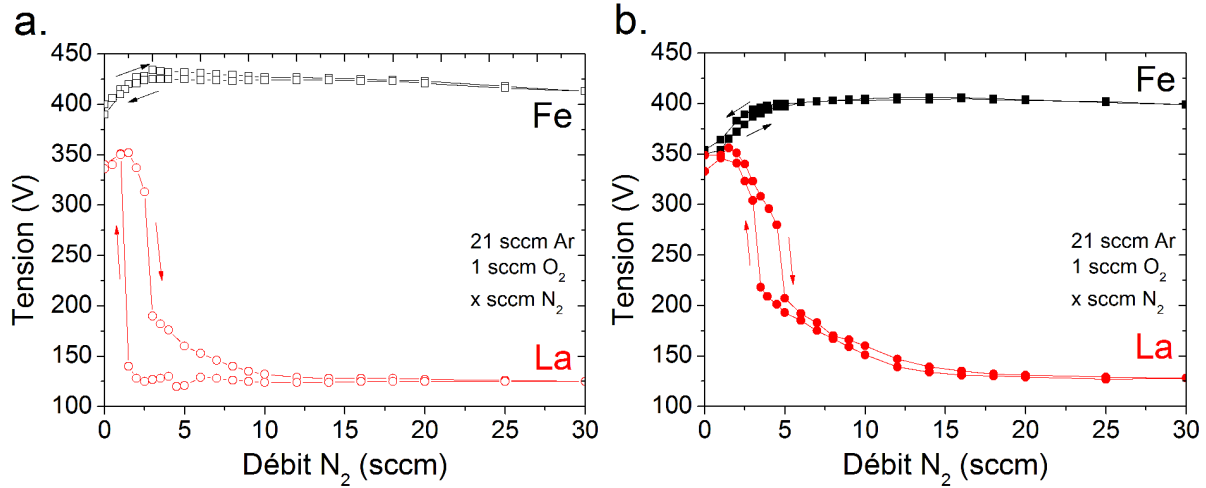 a.
450
400
350
300
250
200
150
100
Tension (V)
0
5
10
15
20
25
30
Débit N₂ (sccm)
Fe
21 sccm Ar
1 sccm O₂
x sccm N₂
La
b.
450
400
350
300
250
200
150
100
Tension (V)
0
5
10
15
20
25
30
Débit N₂ (sccm)
Fe
21 sccm Ar
1 sccm O₂
x sccm N₂
La